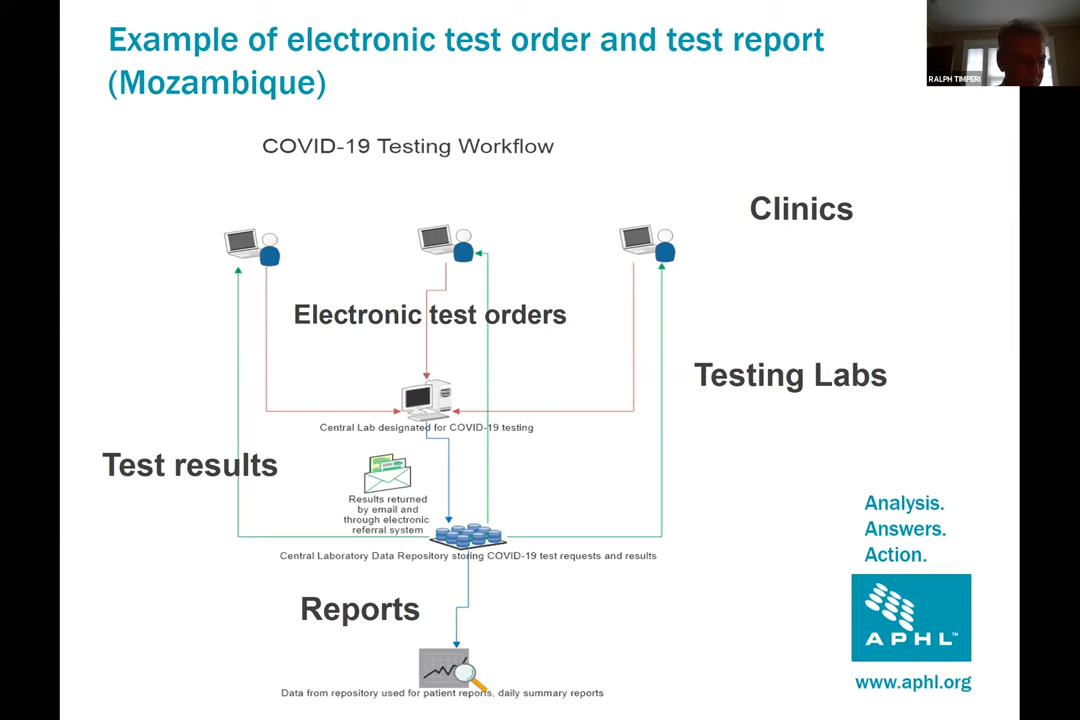 Example of electronic test order and test report
(Mozambique)
RALPH TIMPERI
COVID-19 Testing Workflow
Clinics
Electronic test orders
Testing Labs
Central Lab designated for COVID-19 testing
Test results
Results returned
by email and
through electronic
referral system
Central Laboratory Data Repository storing COVID-19 test requests and results
Reports
Data from repository used for patient reports, daily summary reports
Analysis.
Answers.
Action.
APHL™
www.aphl.org